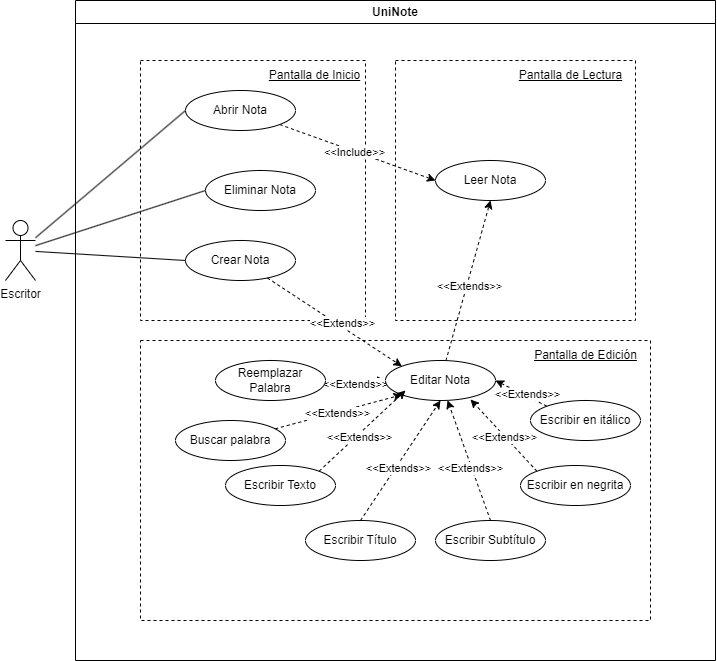 UniNote
Pantalla de Inicio
Pantalla de Lectura
Abrir Nota
<<Include>>
Leer Nota
Eliminar Nota
Escritor
Crear Nota
<<Extends>>
<<Extends>>
Pantalla de Edición
Reemplazar
Palabra
<<Extends>>
Editar Nota
<<Extends>>
<<Extends>>
Escribir en itálico
Buscar palabra
<<Extends>>
<<Extends>>
<<Extends>>
<<Extends>>
Escribir Texto
Escribir en negrita
Escribir Título
Escribir Subtítulo